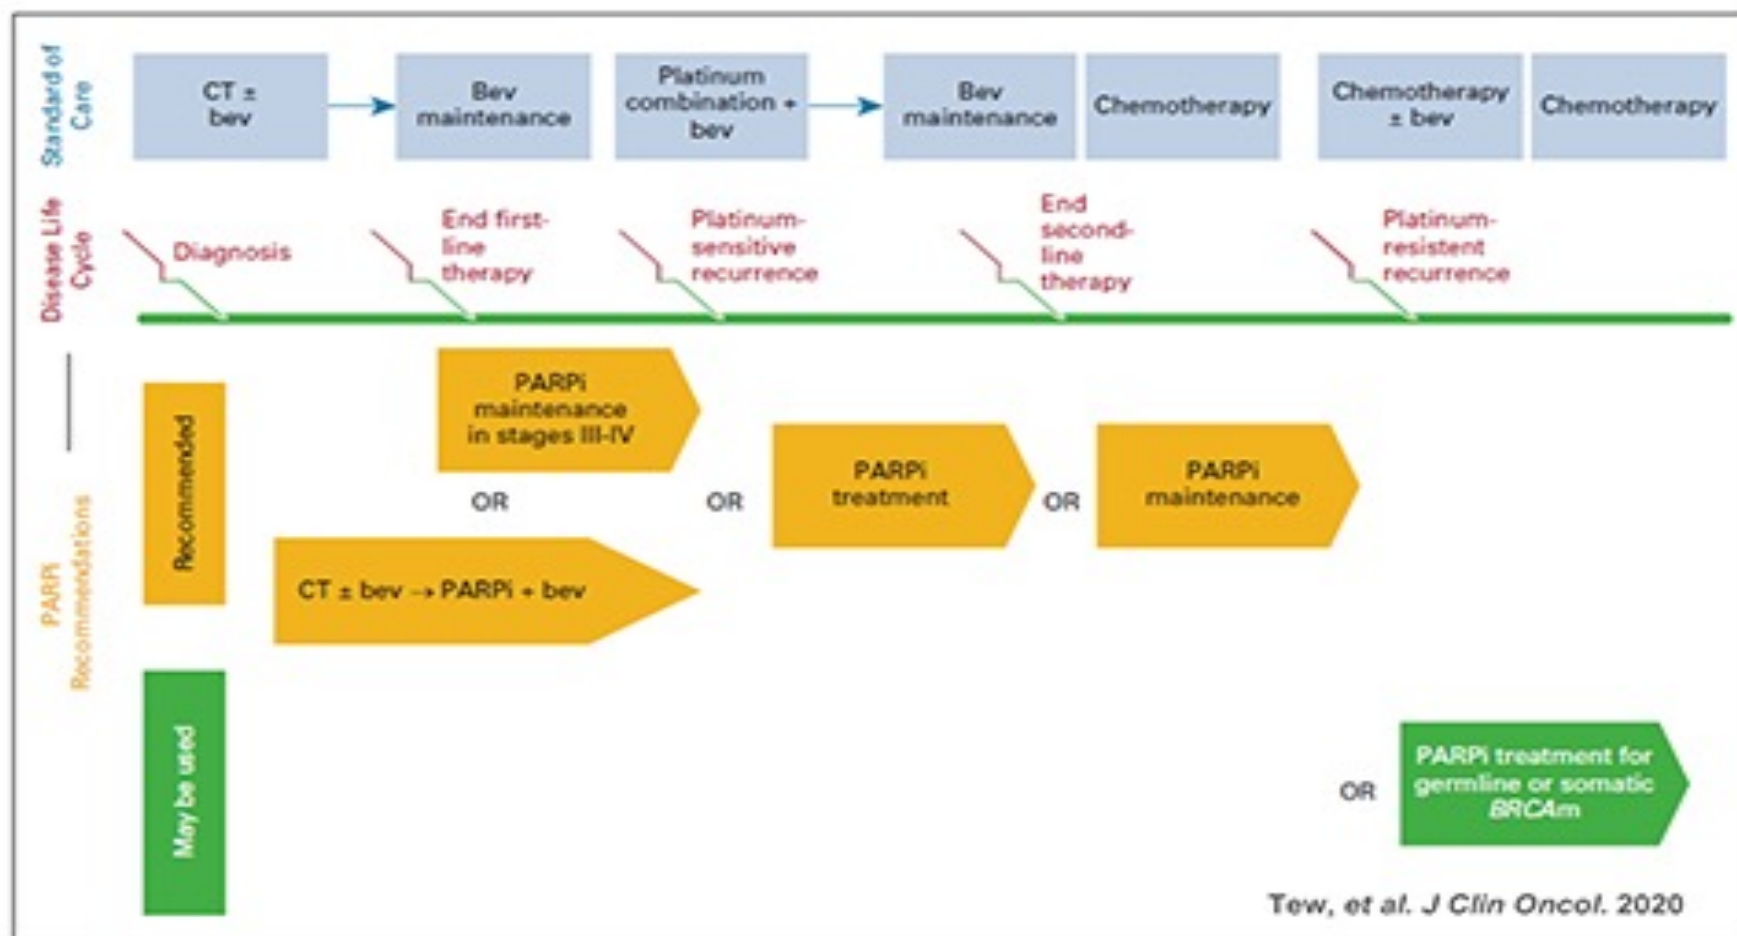 Standard of
Care
CT ±
bev
Bev
maintenance
Platinum
combination +
bev
Bev
maintenance
Chemotherapy
Chemotherapy
± bev
Chemotherapy
Disease Life
Cycle
Diagnosis
End first-
line
therapy
Platinum-
sensitive
recurrence
End
second-
line
therapy
Platinum-
resistent
recurrence
PARPi
Recommendations
Recommended
PARPi
maintenance
in stages III-IV
OR
CT ± bev → PARPi + bev
OR
PARPi
treatment
OR
PARPi
maintenance
May be used
OR
PARPi treatment for
germline or somatic
BRCAm
Tew, et al. J Clin Oncol. 2020